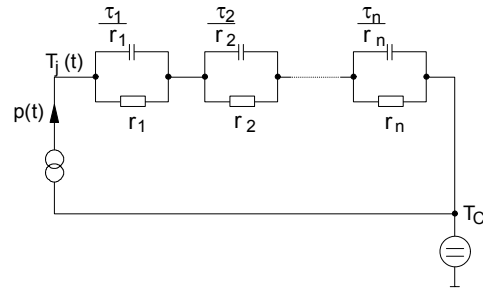 τ1/r1 τ2/r2 τn/rn
Tj (t)
r1 r2 rn
p(t)
TC